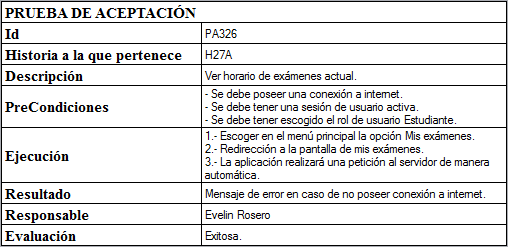 PRUEBA DE ACEPTACIÓN
Id PA326
Historia a la que pertenece H27A
Descripción Ver horario de exámenes actual.
PreCondiciones - Se debe poseer una conexión a internet.
- Se debe tener una sesión de usuario activa.
- Se debe tener escogido el rol de usuario Estudiante.
Ejecución 1.- Escoger en el menú principal la opción Mis exámenes.
2.- Redirección a la pantalla de mis exámenes.
3.- La aplicación realizará una petición al servidor de manera
automática.
Resultado Mensaje de error en caso de no poseer conexión a internet.
Responsable Evelin Rosero
Evaluación Exitosa.